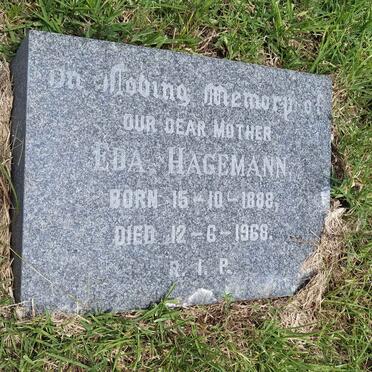 In Loving Memory of
OUR DEAR MOTHER
EDA, HAGEMANN,
BORN 15-10-1888,
DIED 12-6-1968.
R.I.P.